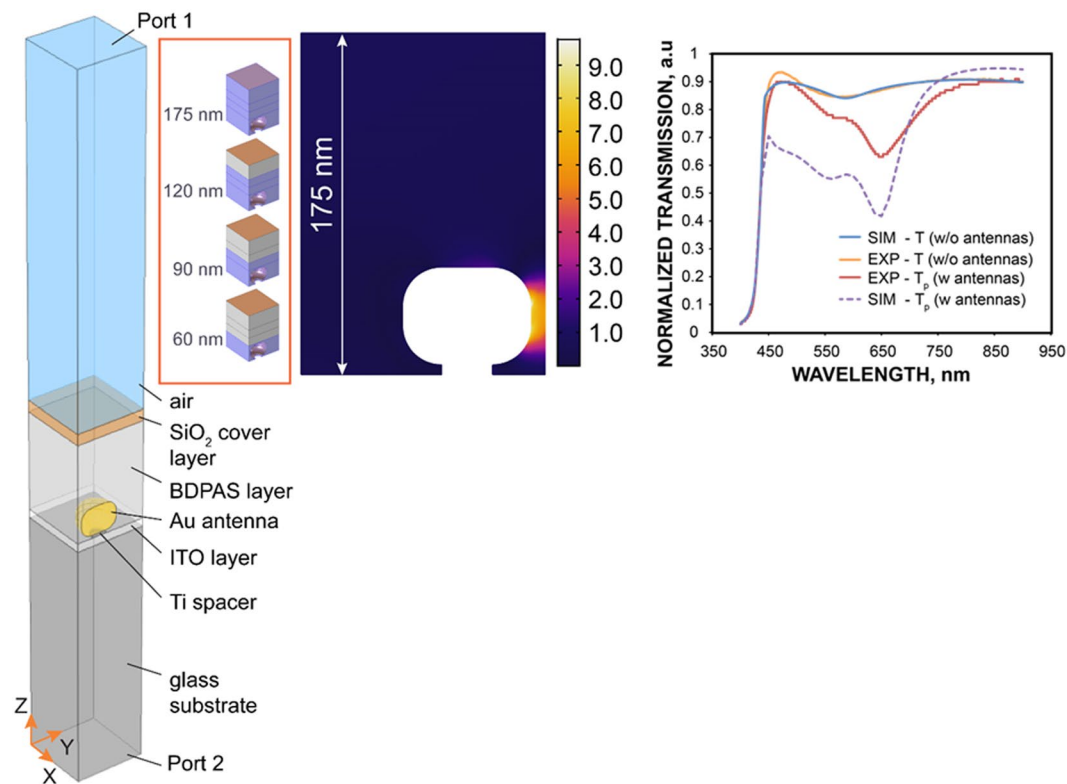 Port 1
175 nm
120 nm
90 nm
60 nm
air
SiO₂ cover
layer
BDPAS layer
Au antenna
ITO layer
Ti spacer
glass
substrate
Port 2
Z
Y
X
175 nm
9.0
8.0
7.0
6.0
5.0
4.0
3.0
2.0
1.0
NORMALIZED TRANSMISSION, a.u
1
0.9
0.8
0.7
0.6
0.5
0.4
0.3
0.2
0.1
0
SIM - T (w/o antennas)
EXP - T (w/o antennas)
EXP - Tₚ (w antennas)
SIM - Tₚ (w antennas)
350 450 550 650 750 850 950
WAVELENGTH, nm